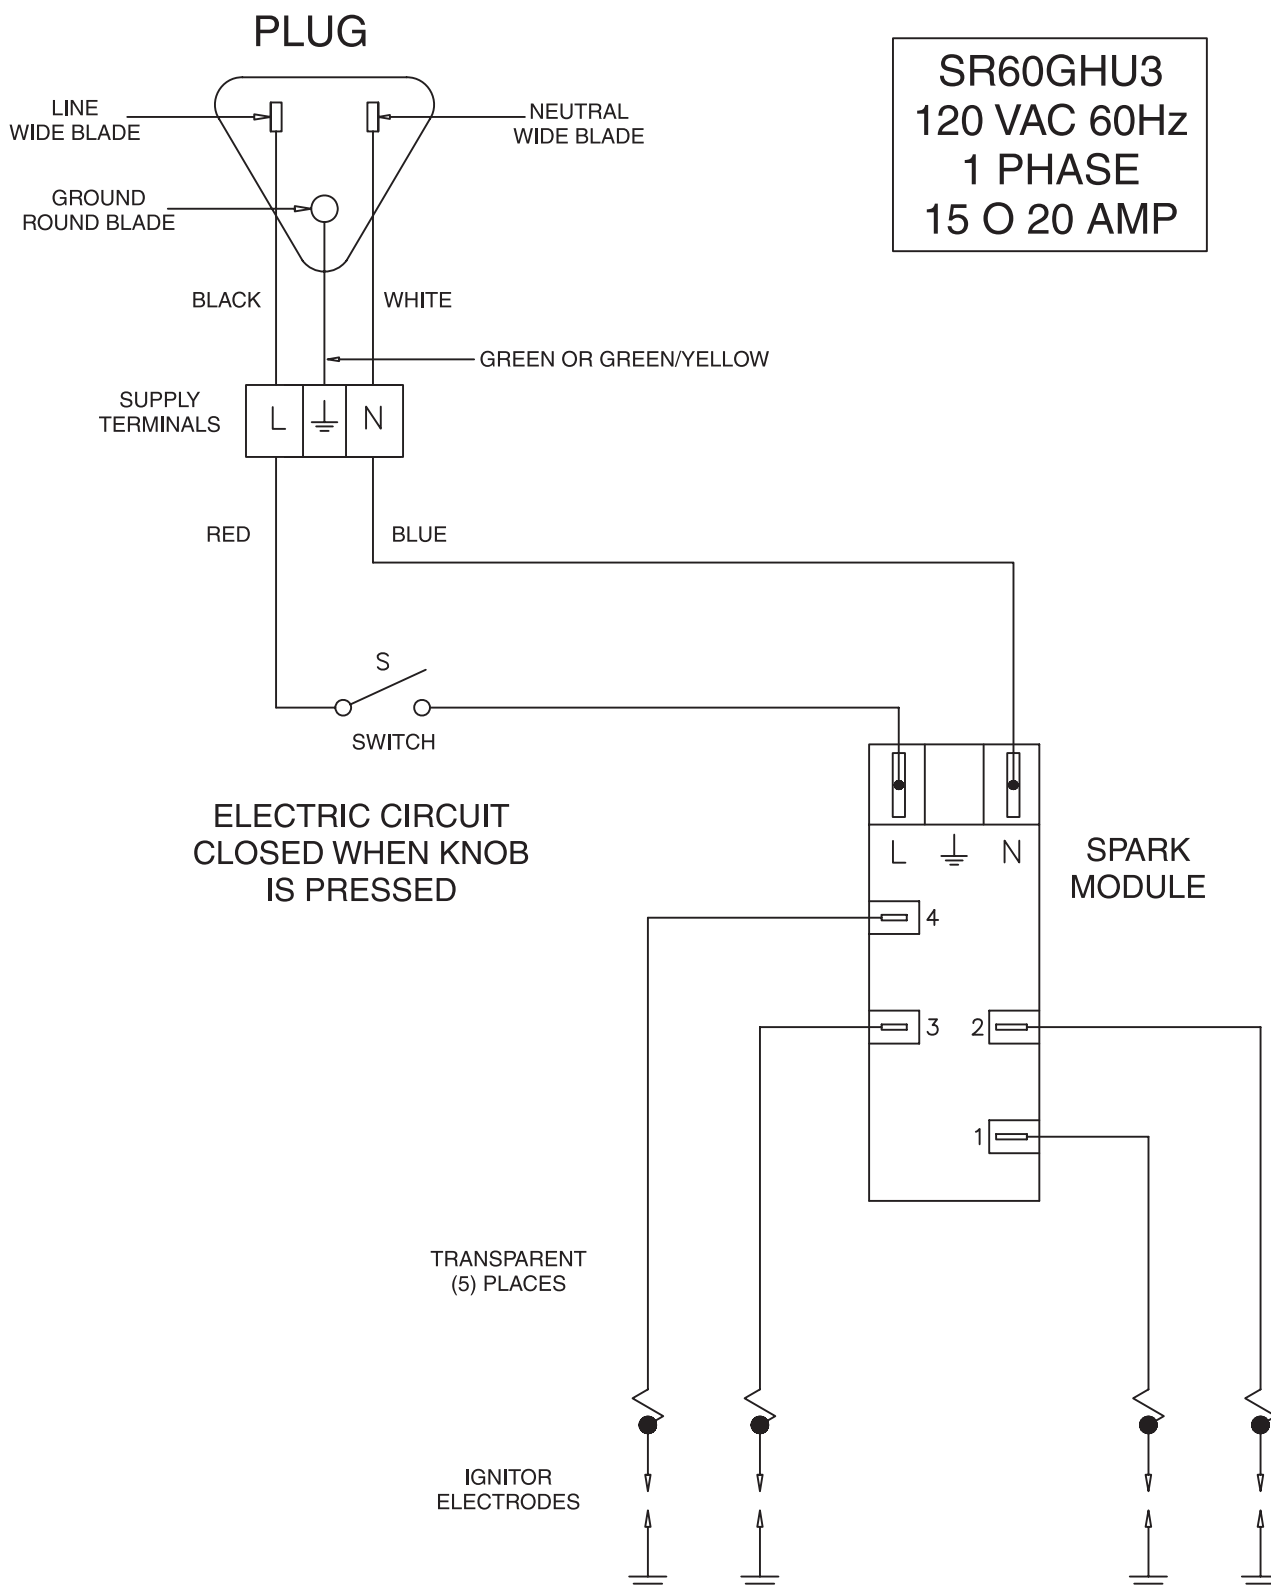 PLUG
SR60GHU3
120 VAC 60Hz
1 PHASE
15 O 20 AMP
LINE
WIDE BLADE
NEUTRAL
WIDE BLADE
GROUND
ROUND BLADE
BLACK
WHITE
GREEN OR GREEN/YELLOW
SUPPLY
TERMINALS
L
N
RED
BLUE
S
SWITCH
ELECTRIC CIRCUIT
CLOSED WHEN KNOB
IS PRESSED
L
N
SPARK
MODULE
4
3
2
1
TRANSPARENT
(5) PLACES
IGNITOR
ELECTRODES